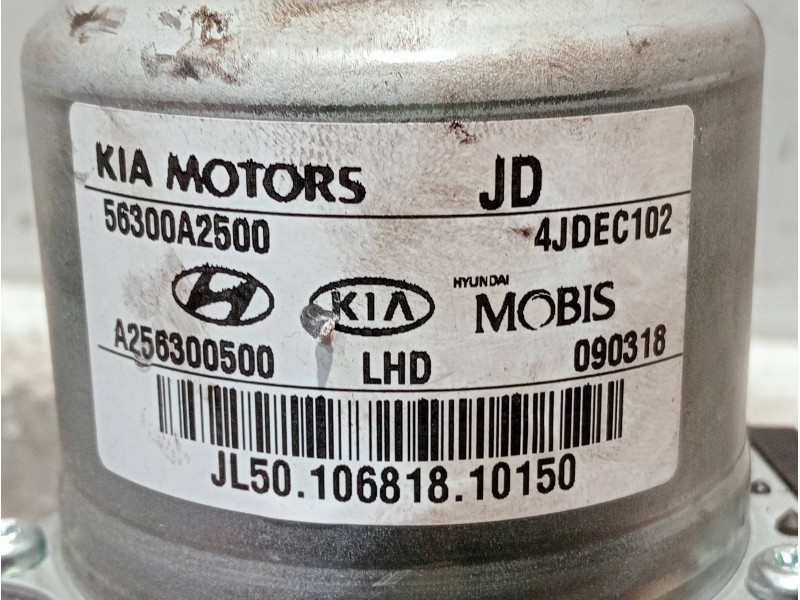 KIA MOTORS JD
56300A2500 4JDEC102
KIA HYUNDAI MOBIS
A256300500 LHD 090318
JL50.106818.10150